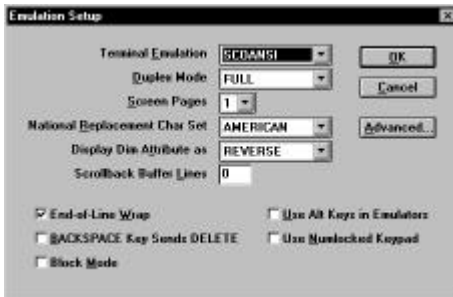 Emulation Setup
Terminal Emulation SCOANSI OK
Duplex Mode FULL Cancel
Screen Pages 1
National Replacement Char Set AMERICAN Advanced...
Display Dim Attribute as REVERSE
Scrollback Buffer Lines 0
End-of-Line Wrap Use Alt Keys in Emulators
BACKSPACE Key Sends DELETE Use Numlocked Keypad
Block Mode